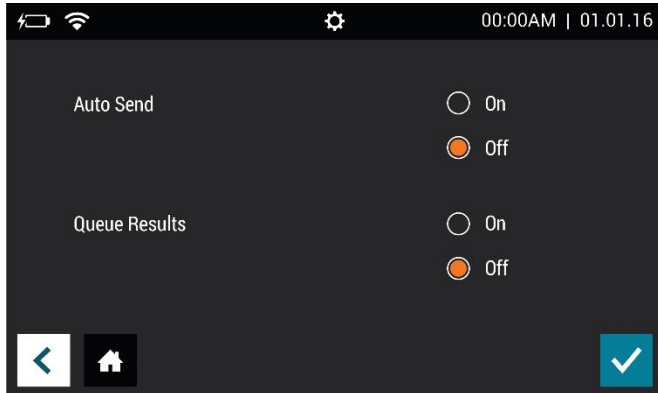 00:00AM | 01.01.16
Auto Send
On
Off
Queue Results
On
Off